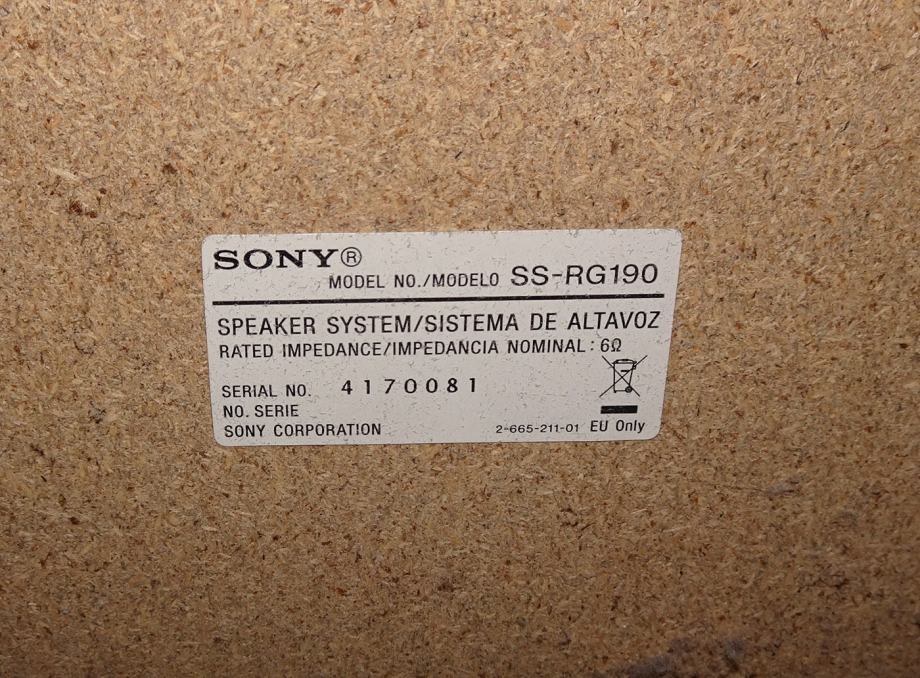 SONY®
MODEL NO./MODELO SS-RG190
SPEAKER SYSTEM/SISTEMA DE ALTAVOZ
RATED IMPEDANCE/IMPEDANCIA NOMINAL: 6Ω
SERIAL NO. 4170081
NO. SERIE
SONY CORPORATION 2-665-211-01 EU Only